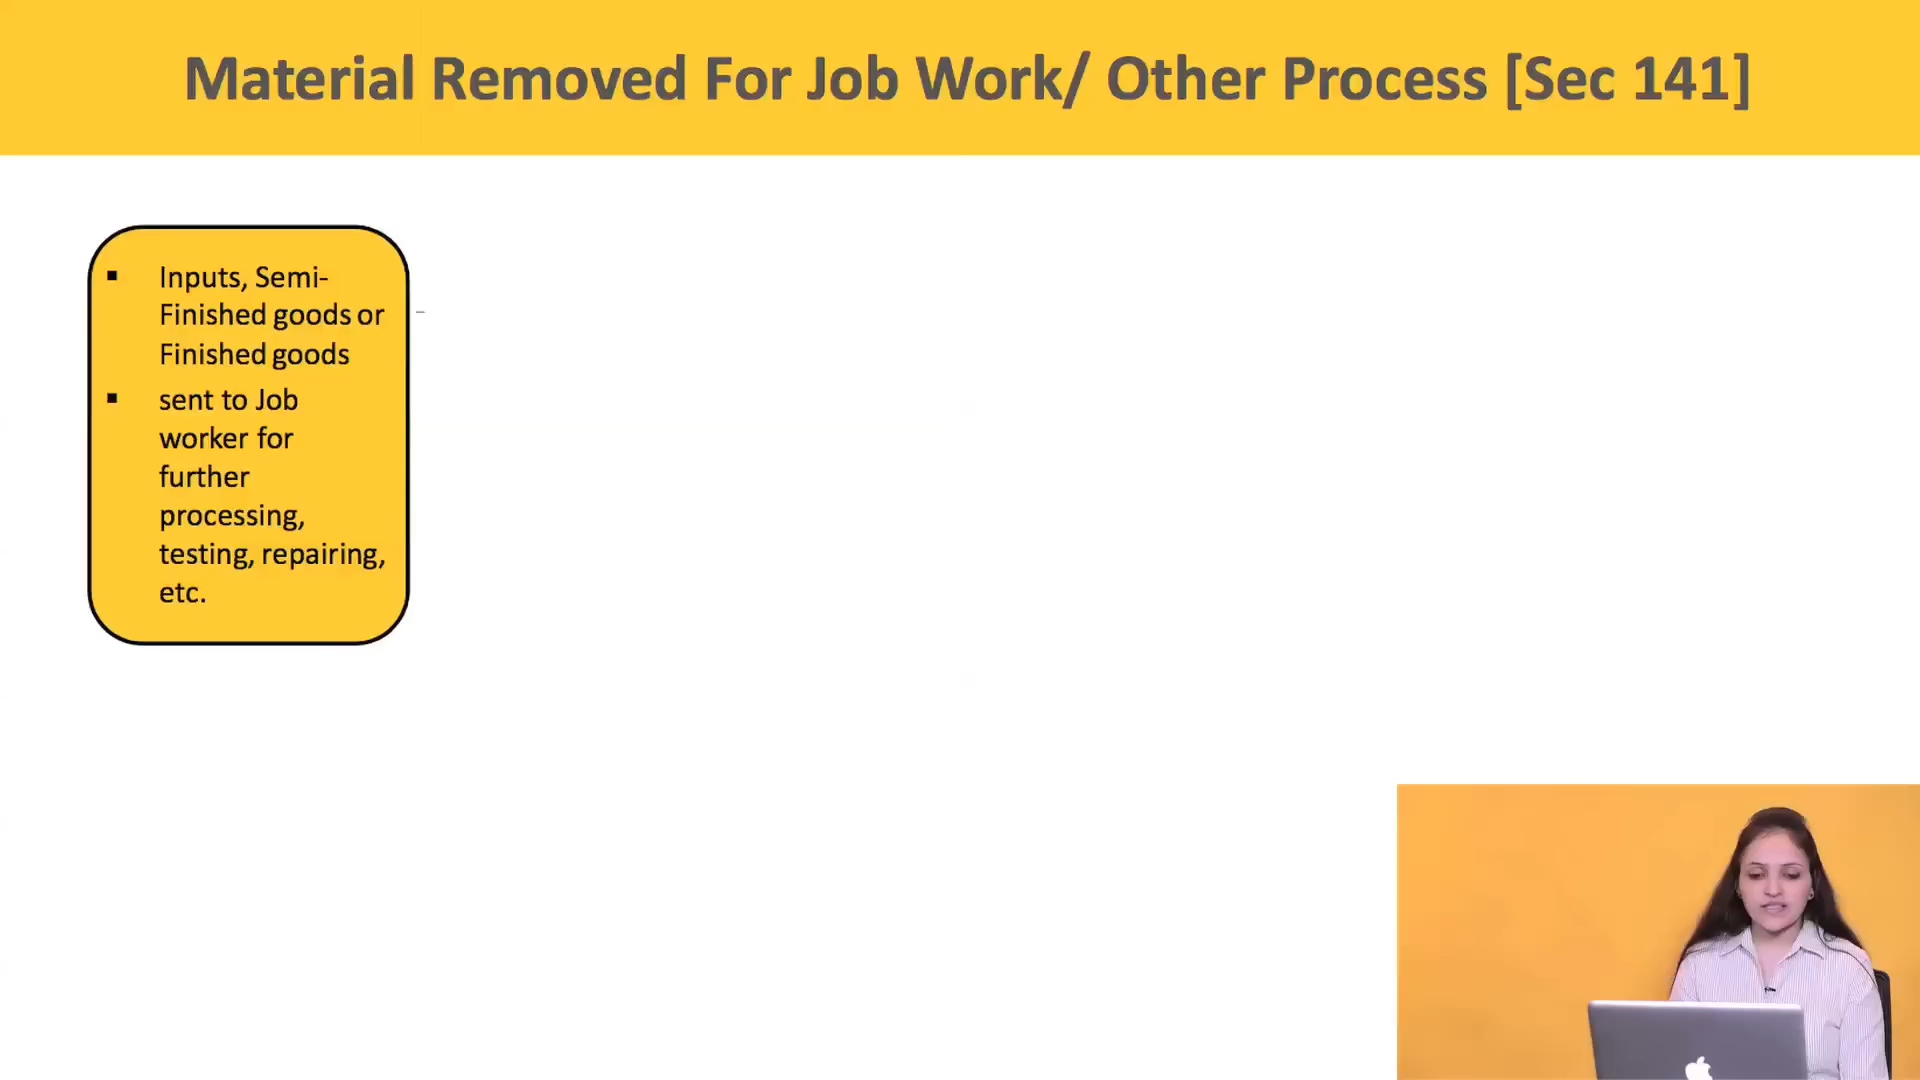 Material Removed For Job Work/ Other Process [Sec 141]
▪ Inputs, Semi-
Finished goods or
Finished goods
▪ sent to Job
worker for
further
processing,
testing, repairing,
etc.